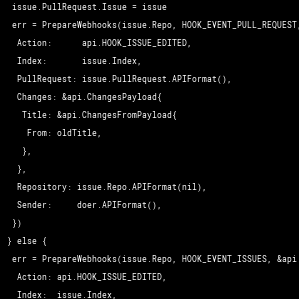 issue.PullRequest.Issue = issue
err = PrepareWebhooks(issue.Repo, HOOK_EVENT_PULL_REQUEST,
Action:      api.HOOK_ISSUE_EDITED,
Index:       issue.Index,
PullRequest: issue.PullRequest.APIFormat(),
Changes: &api.ChangesPayload{
Title: &api.ChangesFromPayload{
From: oldTitle,
},
},
Repository: issue.Repo.APIFormat(nil),
Sender:     doer.APIFormat(),
})
} else {
err = PrepareWebhooks(issue.Repo, HOOK_EVENT_ISSUES, &api
Action: api.HOOK_ISSUE_EDITED,
Index:  issue.Index,